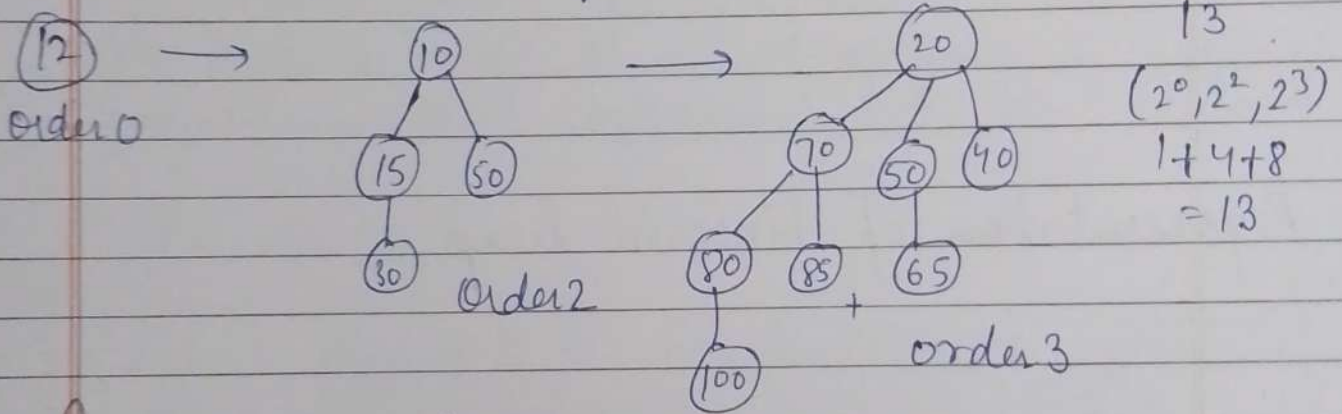 12 → 10 → 20 13
order 0 (2⁰, 2², 2³)
15 50 70 50 40 1+4+8
= 13
30 80 85 65
order 2 +
order 3
100